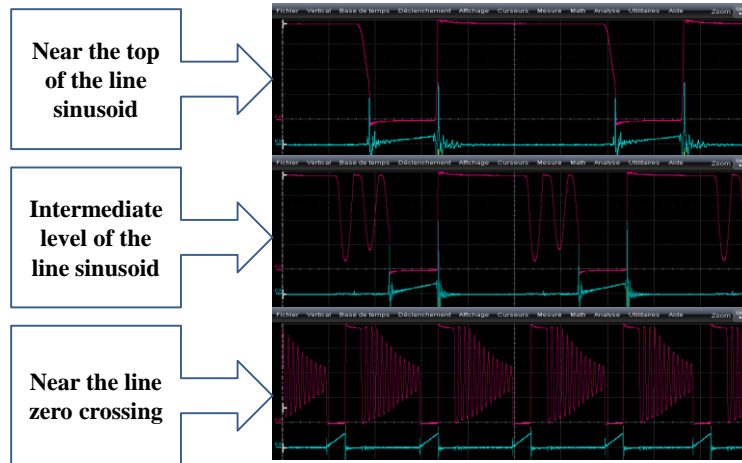 Near the top
of the line
sinusoid
Fichier Vertical Base de temps Déclenchement Affichage Curseurs Mesure Math Analyse Utilitaires Aide Zoom
Intermediate
level of the
line sinusoid
Fichier Vertical Base de temps Déclenchement Affichage Curseurs Mesure Math Analyse Utilitaires Aide Zoom
Near the line
zero crossing
Fichier Vertical Base de temps Déclenchement Affichage Curseurs Mesure Math Analyse Utilitaires Aide Zoom